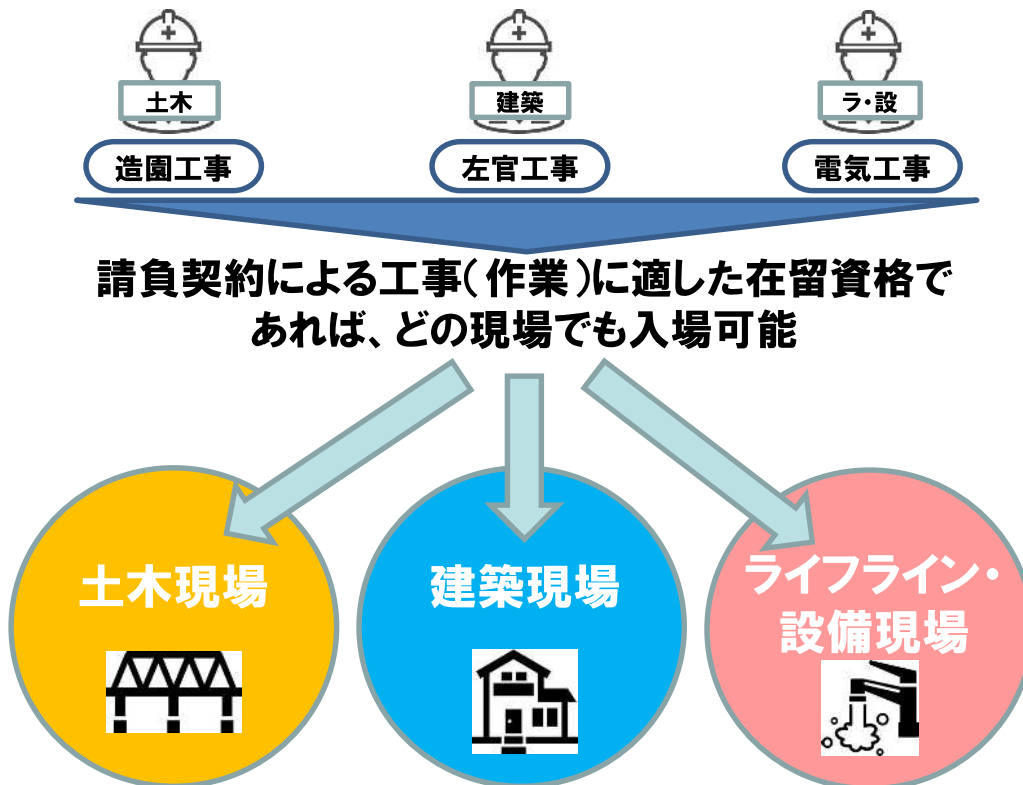 土木
建築
ラ・設
造園工事
左官工事
電気工事
請負契約による工事(作業)に適した在留資格で
あれば、どの現場でも入場可能
土木現場
建築現場
ライフライン・
設備現場